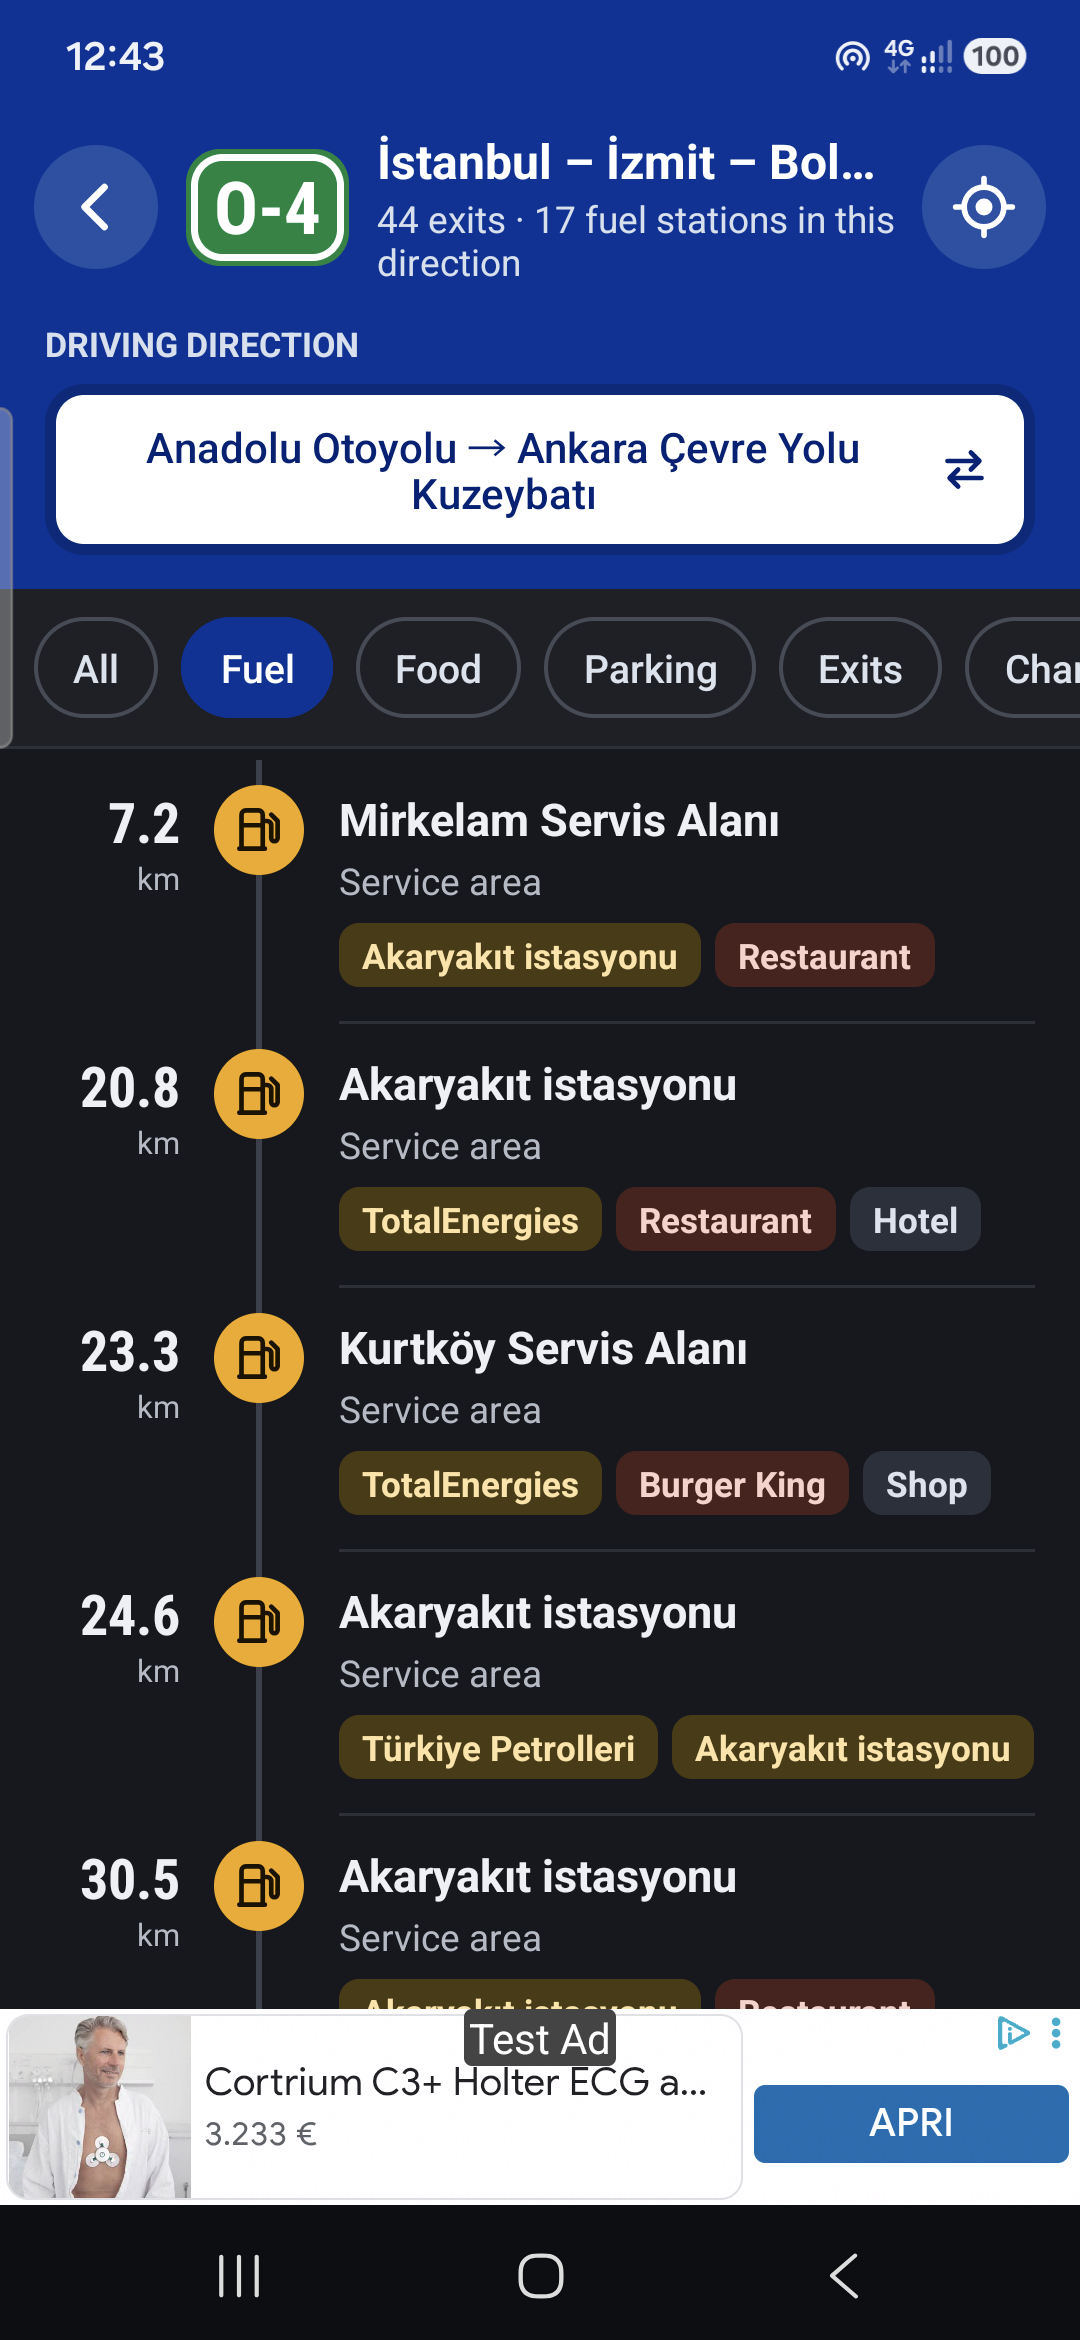 12:43
4G
100
O-4
İstanbul – İzmit – Bol...
44 exits · 17 fuel stations in this
direction
DRIVING DIRECTION
Anadolu Otoyolu → Ankara Çevre Yolu
Kuzeybatı
All
Fuel
Food
Parking
Exits
Char
7.2
km
Mirkelam Servis Alanı
Service area
Akaryakıt istasyonu
Restaurant
20.8
km
Akaryakıt istasyonu
Service area
TotalEnergies
Restaurant
Hotel
23.3
km
Kurtköy Servis Alanı
Service area
TotalEnergies
Burger King
Shop
24.6
km
Akaryakıt istasyonu
Service area
Türkiye Petrolleri
Akaryakıt istasyonu
30.5
km
Akaryakıt istasyonu
Service area
Akaryakıt istasyonu
Restaurant
Test Ad
Cortrium C3+ Holter ECG a...
3.233 €
APRI